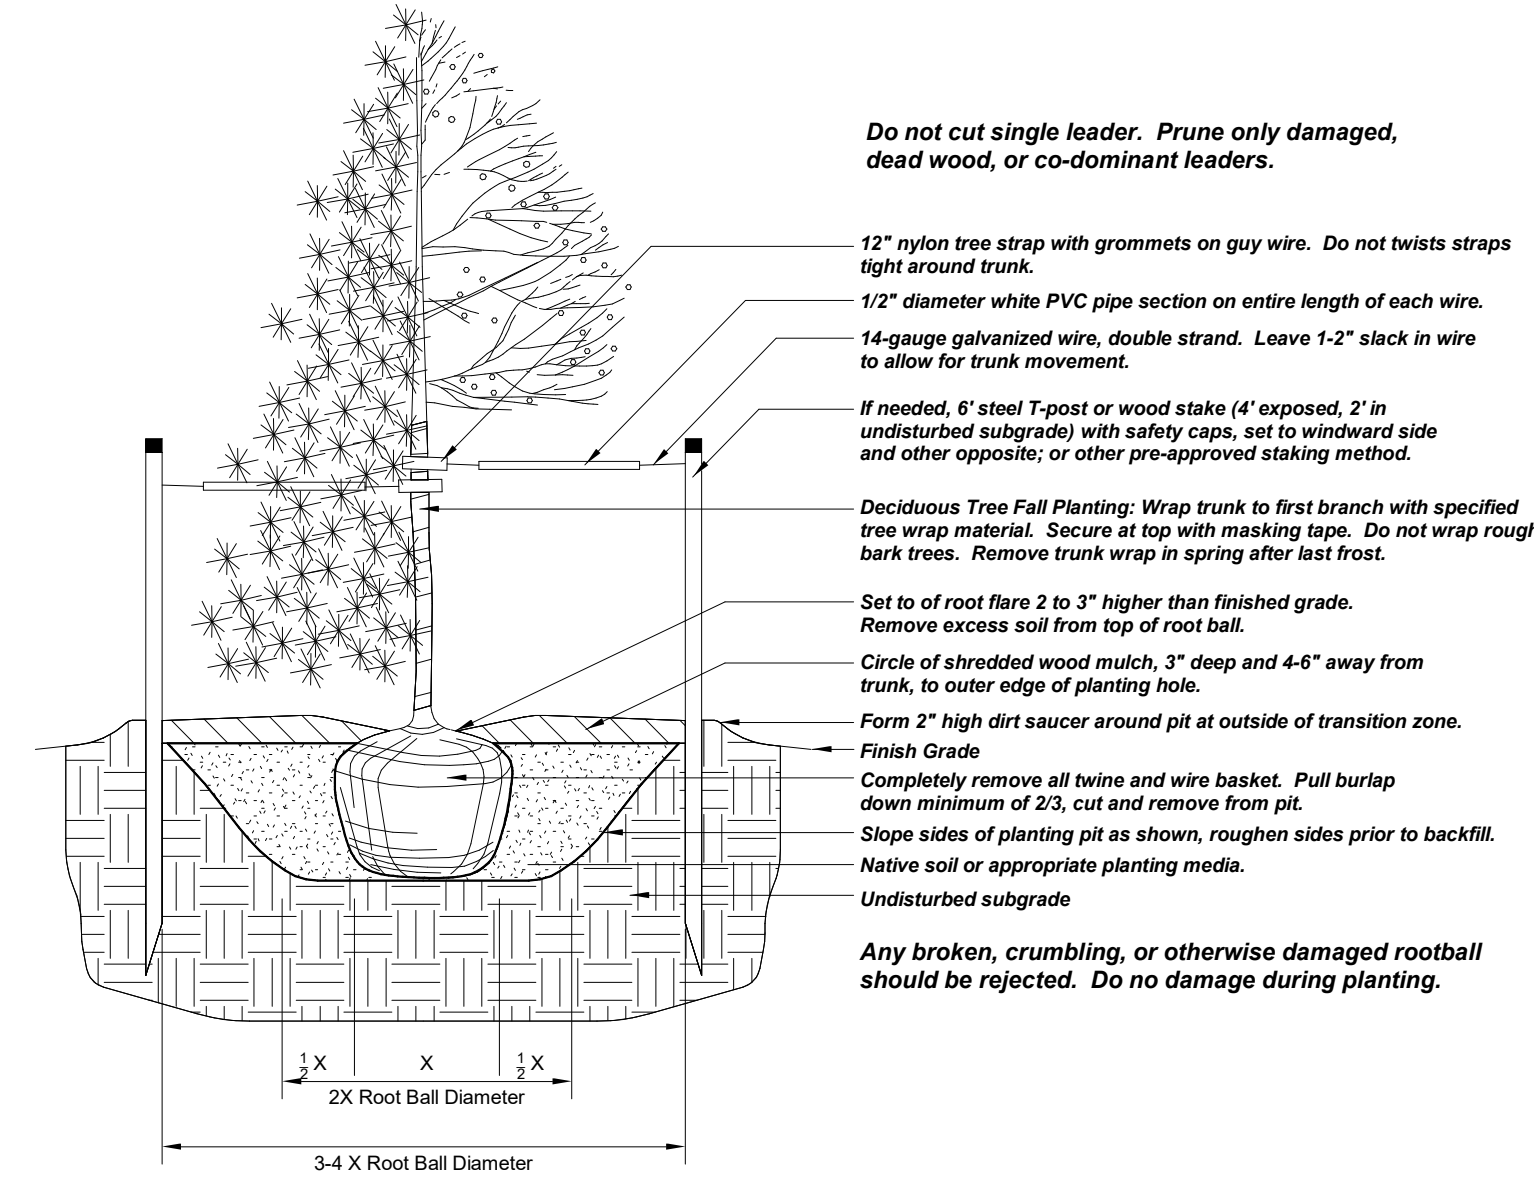 Do not cut single leader.  Prune only damaged,
dead wood, or co-dominant leaders.
12" nylon tree strap with grommets on guy wire.  Do not twists straps
tight around trunk.
1/2" diameter white PVC pipe section on entire length of each wire.
14-gauge galvanized wire, double strand.  Leave 1-2" slack in wire
to allow for trunk movement.
If needed, 6' steel T-post or wood stake (4' exposed, 2' in
undisturbed subgrade) with safety caps, set to windward side
and other opposite; or other pre-approved staking method.
Deciduous Tree Fall Planting: Wrap trunk to first branch with specified
tree wrap material.  Secure at top with masking tape.  Do not wrap rough
bark trees.  Remove trunk wrap in spring after last frost.
Set to of root flare 2 to 3" higher than finished grade.
Remove excess soil from top of root ball.
Circle of shredded wood mulch, 3" deep and 4-6" away from
trunk, to outer edge of planting hole.
Form 2" high dirt saucer around pit at outside of transition zone.
Finish Grade
Completely remove all twine and wire basket.  Pull burlap
down minimum of 2/3, cut and remove from pit.
Slope sides of planting pit as shown, roughen sides prior to backfill.
Native soil or appropriate planting media.
Undisturbed subgrade
Any broken, crumbling, or otherwise damaged rootball
should be rejected.  Do no damage during planting.
1/2 X  X  1/2 X
2X Root Ball Diameter
3-4 X Root Ball Diameter